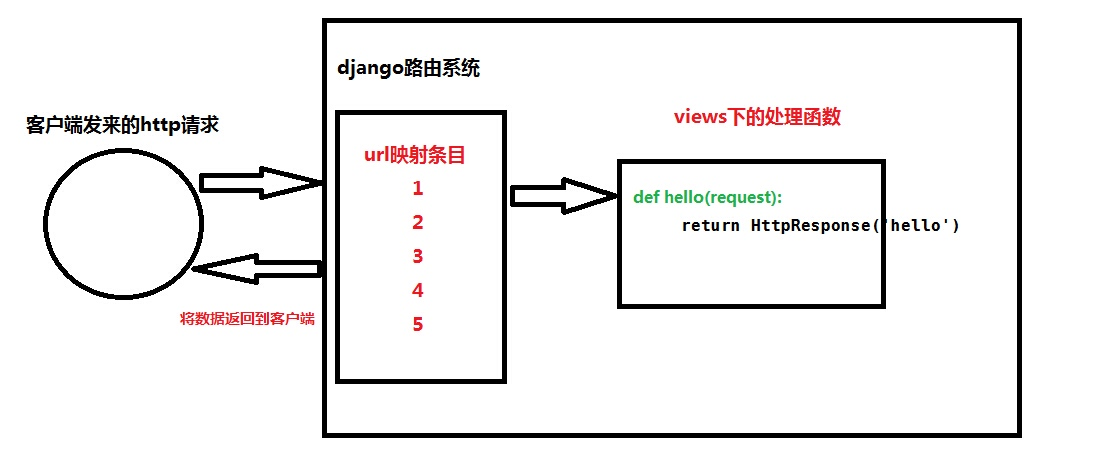 django路由系统
客户端发来的http请求
views下的处理函数
url映射条目
1
2
3
4
5
def hello(request):
return HttpResponse('hello')
将数据返回到客户端